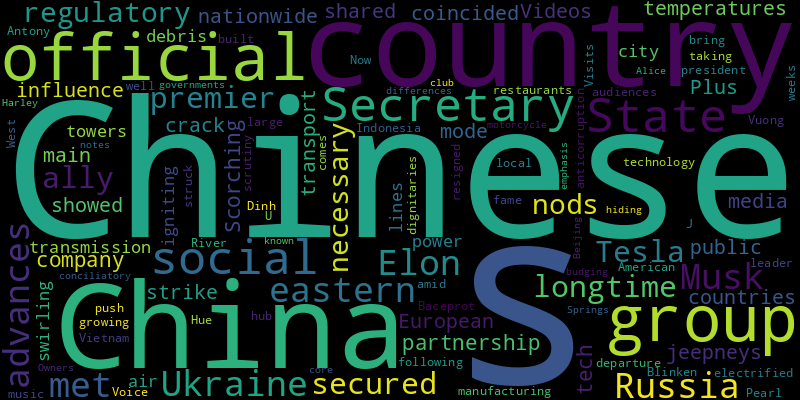 regulatory nationwide shared coincided Videos temperatures
Antony debris built Now city taking bring
official country president
influence well governments club restaurants Visits Plus Alice weeks
Harley premier Secretary differences audiences State
West towers crack large mode Indonesia motorcycle Vuong
notes main Scorching scrutiny transport comes necessary
Chinese local technology
ally igniting struck dignitaries resigned emphasis anticorruption
showed Dinh U lines fame nods hiding media J
advances transmission River known power Beijing Tesla public
company conciliatory social Elon S American leader
swirling push growing strike eastern amid budging longtime Musk countries
China Hue hub Baceprot Springs
Vietnam European group
partnership tech jeepneys
Owners met air Ukraine following departure Blinken electrified
music Voice secured core manufacturing Russia Pearl